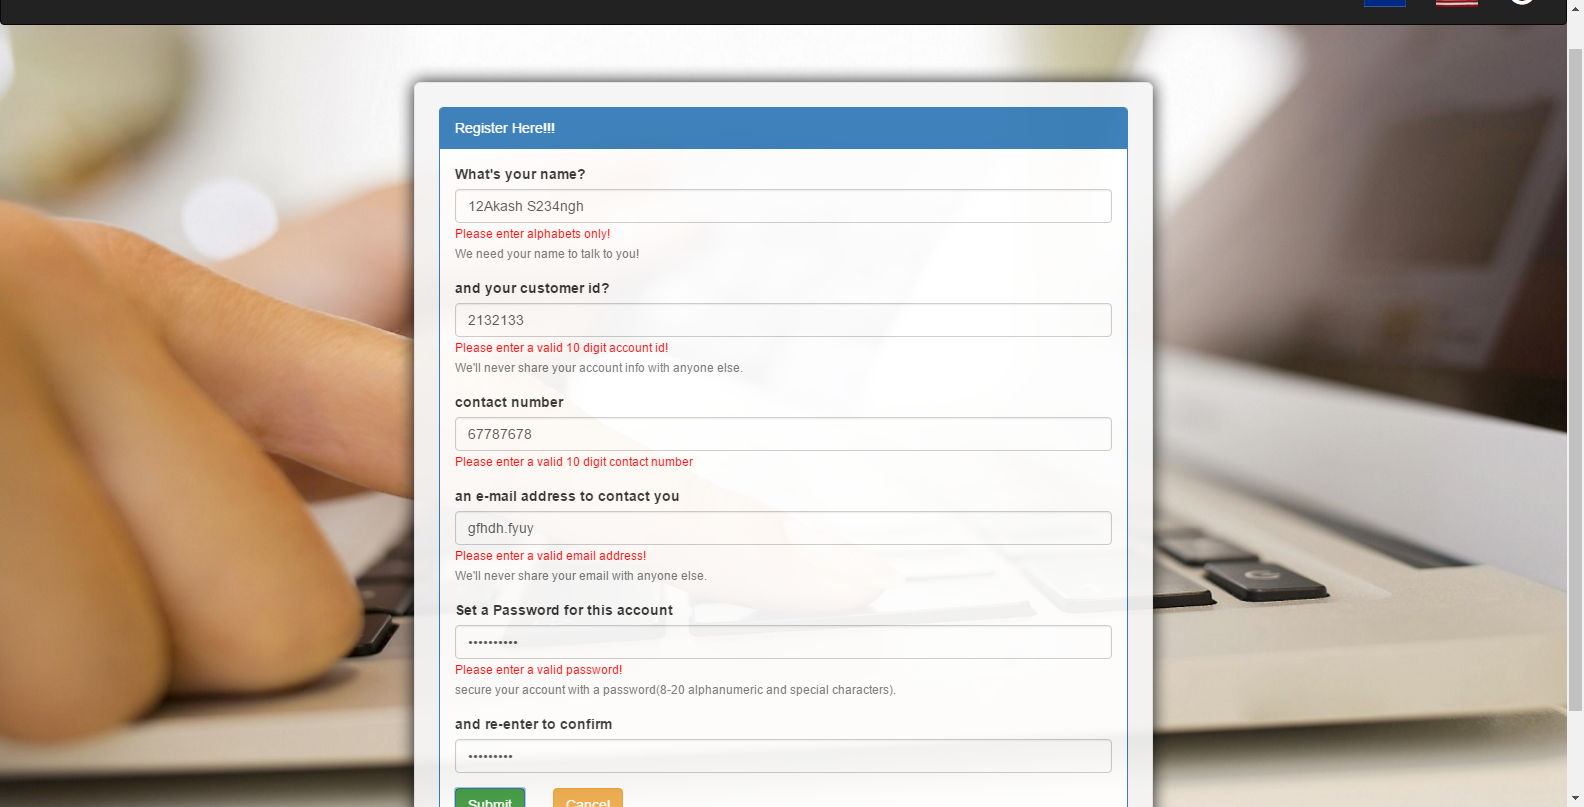 Register Here!!!
What's your name?
12Akash S234ngh
Please enter alphabets only!
We need your name to talk to you!
and your customer id?
2132133
Please enter a valid 10 digit account id!
We'll never share your account info with anyone else.
contact number
67787678
Please enter a valid 10 digit contact number
an e-mail address to contact you
gfhdh.fyuy
Please enter a valid email address!
We'll never share your email with anyone else.
Set a Password for this account
••••••••••
Please enter a valid password!
secure your account with a password(8-20 alphanumeric and special characters).
and re-enter to confirm
•••••••••
Submit Cancel